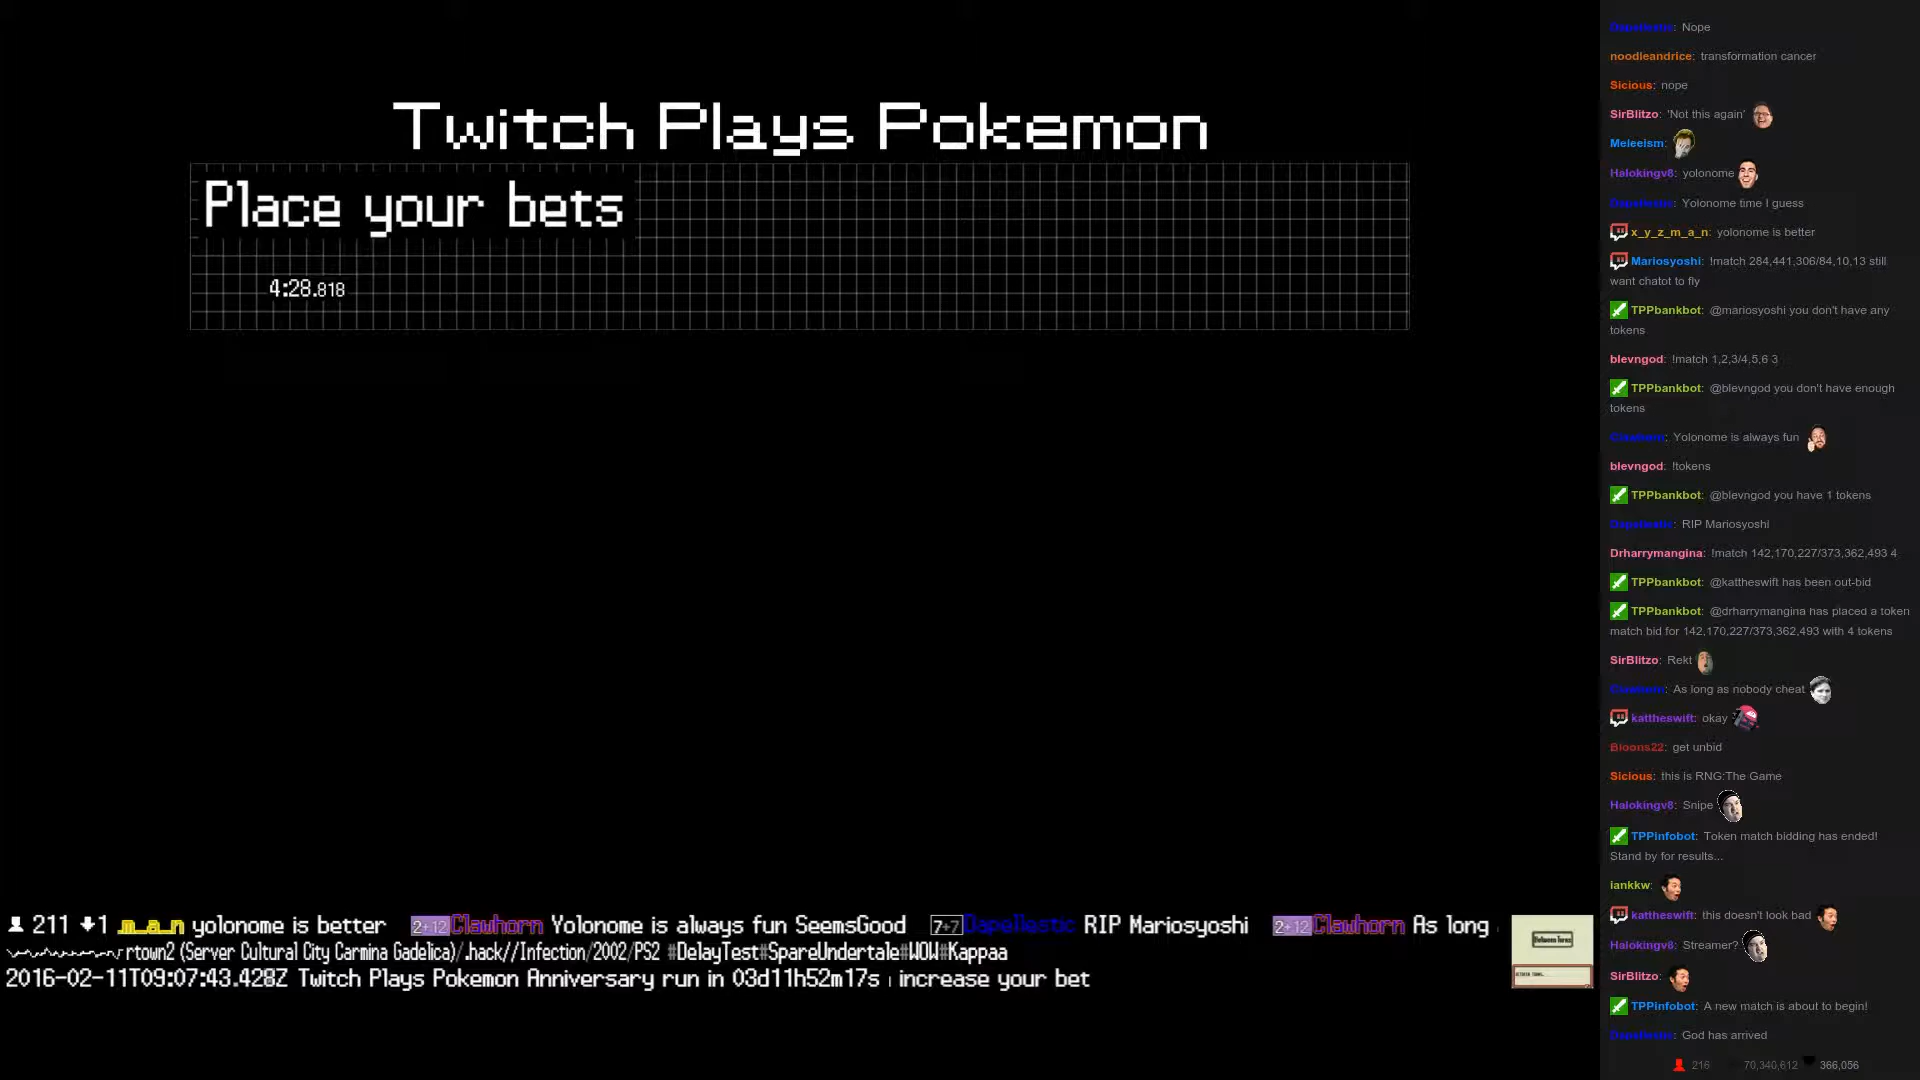 Twitch Plays Pokemon
Place your bets
4:28.818
211 1 m_a_n yolonome is better 2+12 Clawhorn Yolonome is always fun SeemsGood 7+7 Dapellestic RIP Mariosyoshi 2+12 Clawhorn As long
rtown2 (Server Cultural City Carmina Gadelica)/.hack//Infection/2002/PS2 #DelayTest#SpareUndertale#WOW#Kappaa
2016-02-11T09:07:43.428Z Twitch Plays Pokemon Anniversary run in 03d11h52m17s increase your bet
Nope
noodleandrice: transformation cancer
Sicious: nope
SirBlitzo: 'Not this again'
Meleeism:
Halokingv8: yolonome
Yolonome time I guess
x_y_z_m_a_n: yolonome is better
Mariosyoshi: !match 284,441,306/84,10,13 still
want chatot to fly
TPPbankbot: @mariosyoshi you don't have any
tokens
blevngod: !match 1,2,3/4,5,6 3
TPPbankbot: @blevngod you don't have enough
tokens
Clawhorn: Yolonome is always fun
blevngod: !tokens
TPPbankbot: @blevngod you have 1 tokens
RIP Mariosyoshi
Drharrymangina: !match 142,170,227/373,362,493 4
TPPbankbot: @kattheswift has been out-bid
TPPbankbot: @drharrymangina has placed a token
match bid for 142,170,227/373,362,493 with 4 tokens
SirBlitzo: Rekt
Clawhorn: As long as nobody cheat
kattheswift: okay
Bloons22: get unbid
Sicious: this is RNG:The Game
Halokingv8: Snipe
TPPinfobot: Token match bidding has ended!
Stand by for results...
iankkw:
kattheswift: this doesn't look bad
Halokingv8: Streamer?
SirBlitzo:
TPPinfobot: A new match is about to begin!
God has arrived
216 70,340,612 366,056